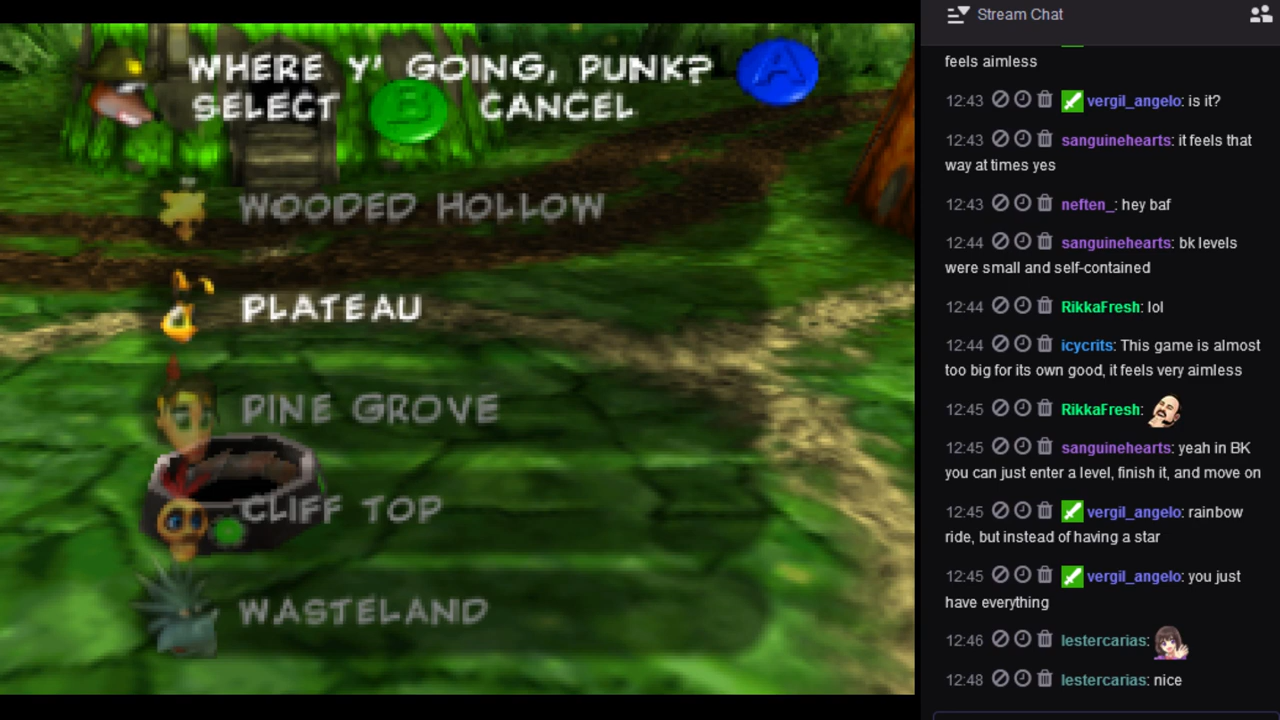 WHERE Y' GOING, PUNK? A
SELECT B CANCEL
WOODED HOLLOW
PLATEAU
PINE GROVE
CLIFF TOP
WASTELAND
Stream Chat
feels aimless
12:43 vergil_angelo: is it?
12:43 sanguinehearts: it feels that
way at times yes
12:43 neften_: hey baf
12:44 sanguinehearts: bk levels
were small and self-contained
12:44 RikkaFresh: lol
12:44 icycrits: This game is almost
too big for its own good, it feels very aimless
12:45 RikkaFresh:
12:45 sanguinehearts: yeah in BK
you can just enter a level, finish it, and move on
12:45 vergil_angelo: rainbow
ride, but instead of having a star
12:45 vergil_angelo: you just
have everything
12:46 lestercarias:
12:48 lestercarias: nice